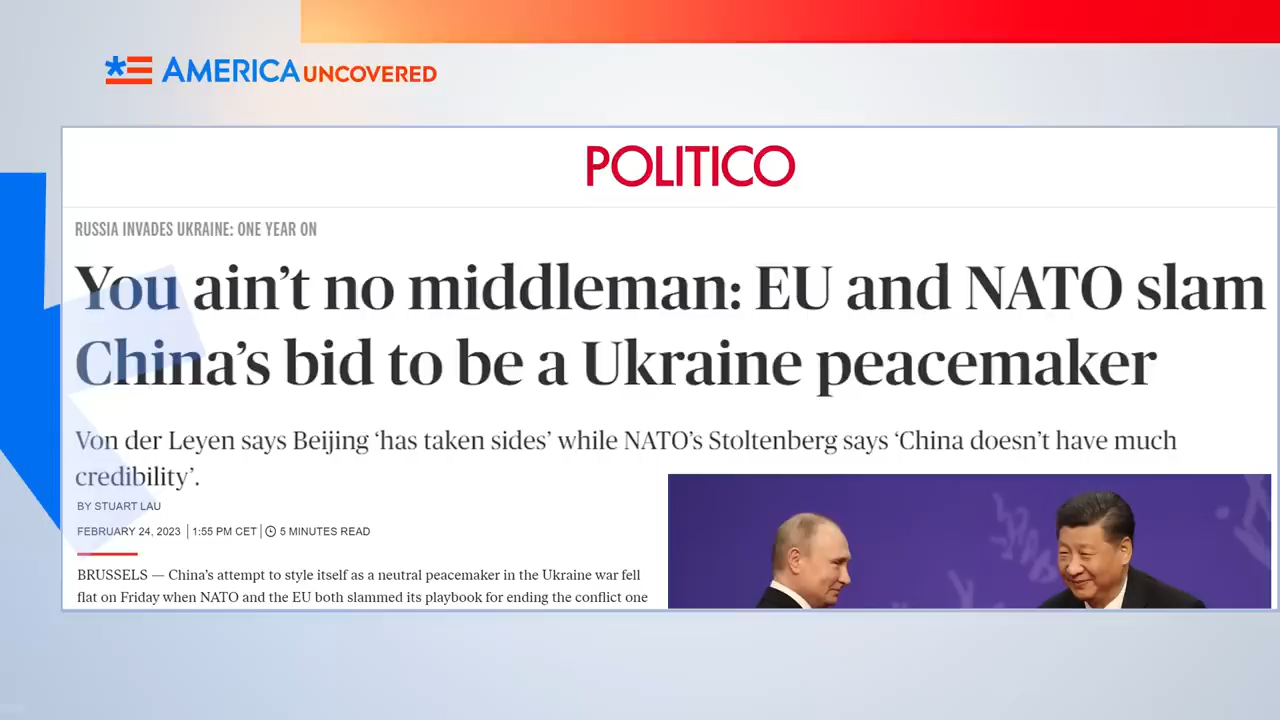 AMERICA UNCOVERED
POLITICO
RUSSIA INVADES UKRAINE: ONE YEAR ON
You ain't no middleman: EU and NATO slam
China's bid to be a Ukraine peacemaker
Von der Leyen says Beijing 'has taken sides' while NATO's Stoltenberg says 'China doesn't have much
credibility'.
BY STUART LAU
FEBRUARY 24, 2023 | 1:55 PM CET | 5 MINUTES READ
BRUSSELS — China's attempt to style itself as a neutral peacemaker in the Ukraine war fell
flat on Friday when NATO and the EU both slammed its playbook for ending the conflict one